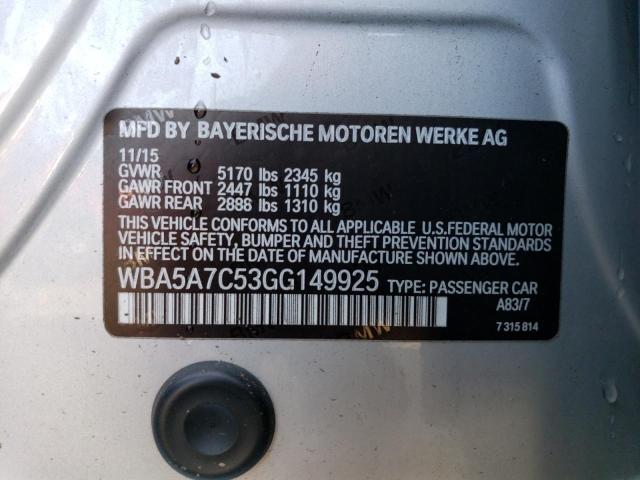 MFD BY BAYERISCHE MOTOREN WERKE AG
11/15
GVWR 5170 lbs 2345 kg
GAWR FRONT 2447 lbs 1110 kg
GAWR REAR 2888 lbs 1310 kg
THIS VEHICLE CONFORMS TO ALL APPLICABLE U.S.FEDERAL MOTOR
VEHICLE SAFETY, BUMPER AND THEFT PREVENTION STANDARDS
IN EFFECT ON THE DATE OF MANUFACTURE SHOWN ABOVE.
WBA5A7C53GG149925 TYPE: PASSENGER CAR
A83/7
7 315 814